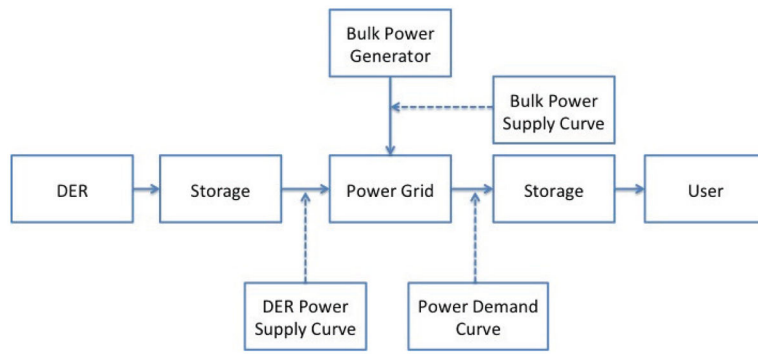 Bulk Power
Generator
Bulk Power
Supply Curve
DER
Storage
Power Grid
Storage
User
DER Power
Supply Curve
Power Demand
Curve